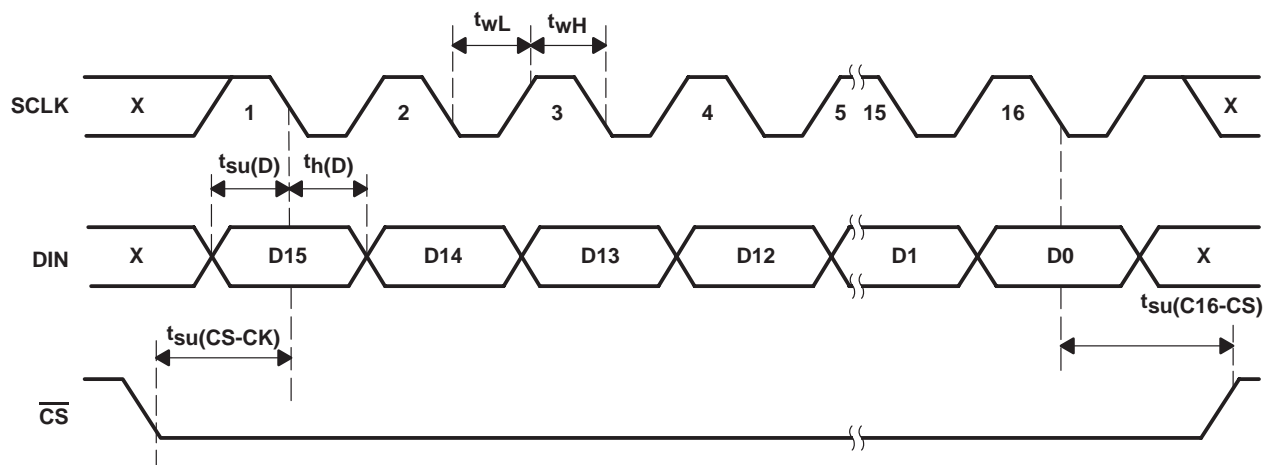 twL twH
SCLK X 1 2 3 4 5 15 16 X
tsu(D) th(D)
DIN X D15 D14 D13 D12 D1 D0 X
tsu(CS-CK) tsu(C16-CS)
CS